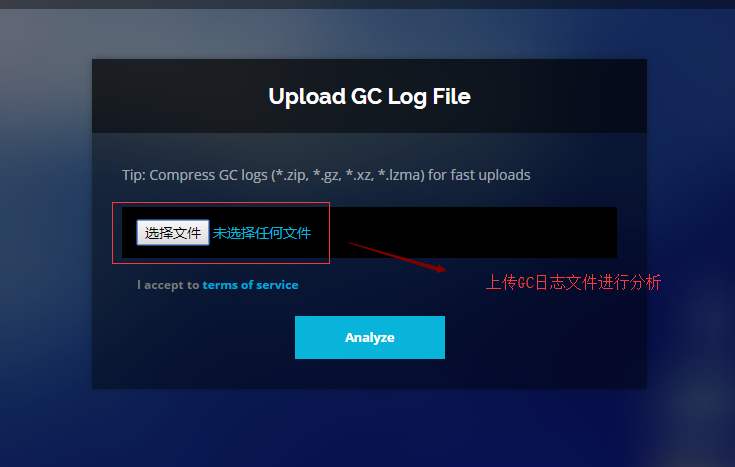 Upload GC Log File
Tip: Compress GC logs (*.zip, *.gz, *.xz, *.lzma) for fast uploads
选择文件 未选择任何文件
上传GC日志文件进行分析
I accept to terms of service
Analyze